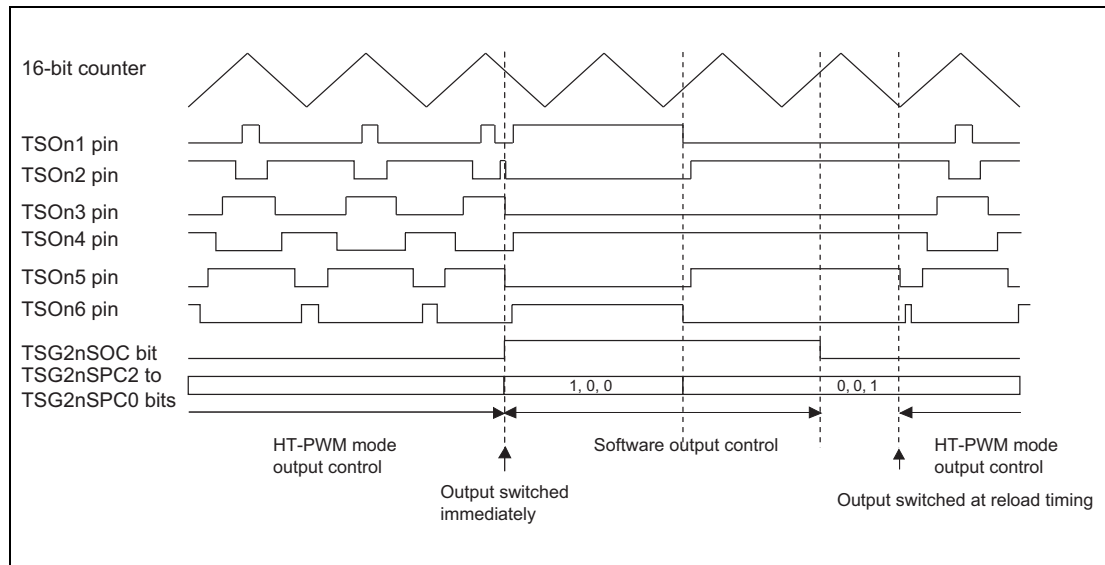 16-bit counter
TSOn1 pin
TSOn2 pin
TSOn3 pin
TSOn4 pin
TSOn5 pin
TSOn6 pin
TSG2nSOC bit
TSG2nSPC2 to
TSG2nSPC0 bits
1, 0, 0
0, 0, 1
HT-PWM mode
output control
Software output control
HT-PWM mode
output control
Output switched
immediately
Output switched at reload timing